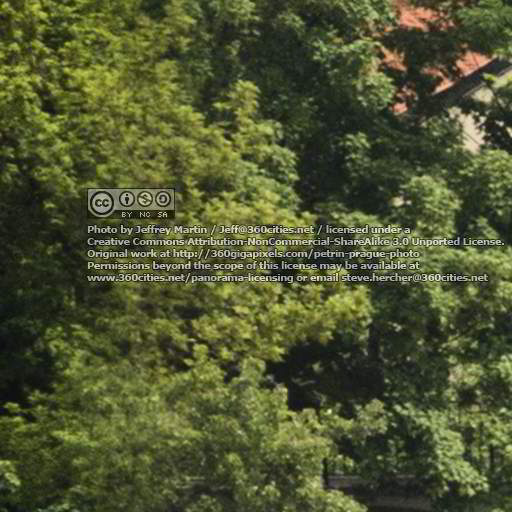 cc
BY NC SA
Photo by Jeffrey Martin / Jeff@360cities.net / licensed under a
Creative Commons Attribution-NonCommercial-ShareAlike 3.0 Unported License.
Original work at http://360gigapixels.com/petrin-prague-photo
Permissions beyond the scope of this license may be available at
www.360cities.net/panorama-licensing or email steve.hercher@360cities.net